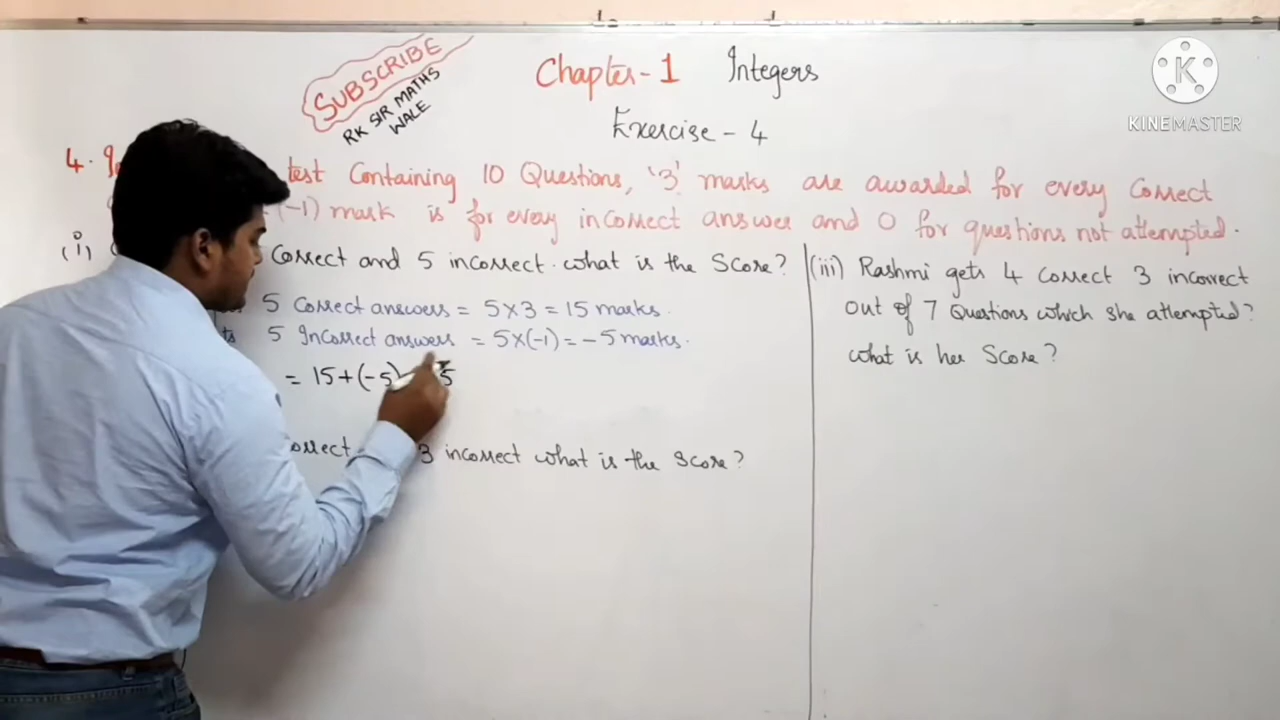 SUBSCRIBE
RK SIR MATHS
WALE
Chapter-1 Integers
Exercise - 4
KINEMASTER
4. test Containing 10 Questions, '3' marks are awarded for every Correct
(-1) mark is for every incorrect answer and 0 for questions not attempted.
(i) Correct and 5 incorrect. what is the Score?
5 Correct answers = 5×3 = 15 marks.
5 Incorrect answers = 5×(-1) = -5 marks.
= 15+(-5) 5
3 incorrect what is the Score?
(iii) Rashmi gets 4 correct 3 incorrect
out of 7 Questions which she attempted?
what is her Score?